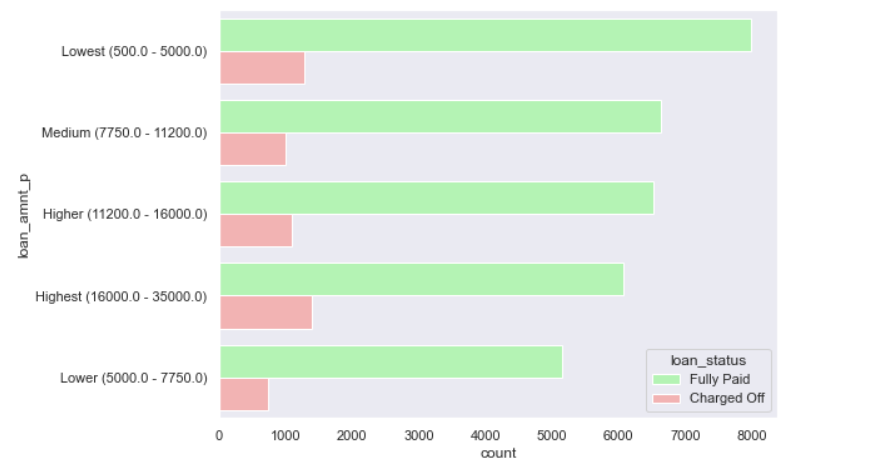 Lowest (500.0 - 5000.0)
Medium (7750.0 - 11200.0)
Higher (11200.0 - 16000.0)
Highest (16000.0 - 35000.0)
Lower (5000.0 - 7750.0)
loan_amnt_p
loan_status
Fully Paid
Charged Off
0 1000 2000 3000 4000 5000 6000 7000 8000
count